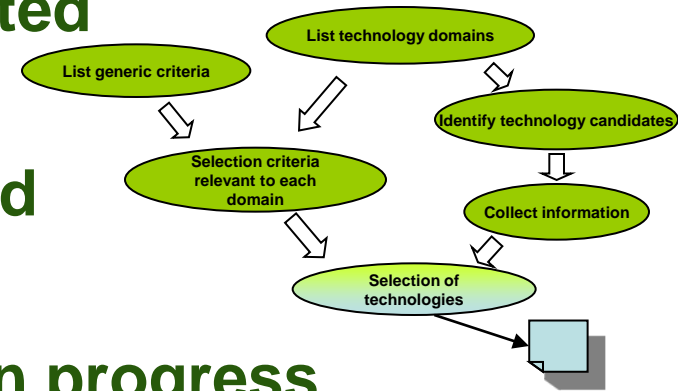 List technology domains
List generic criteria
Identify technology candidates
Selection criteria
relevant to each
domain
Collect information
Selection of
technologies
progress